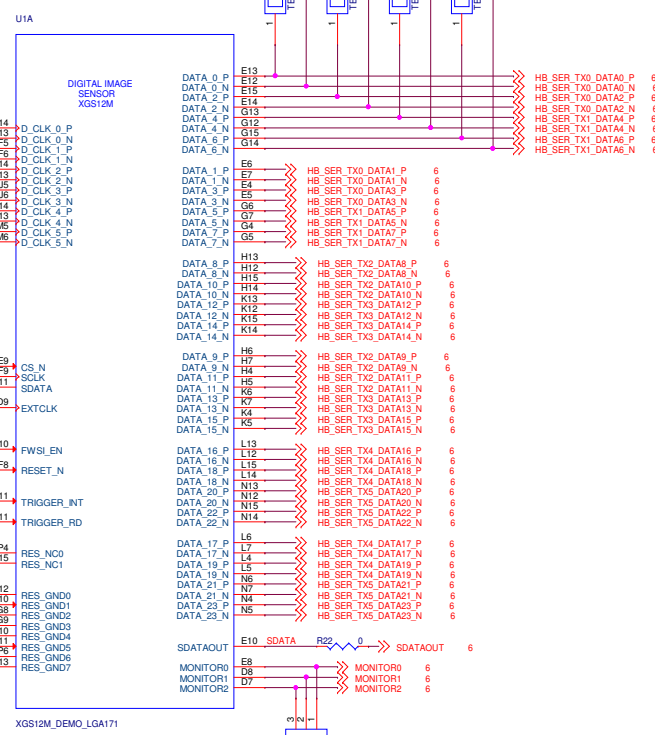 U1A
DIGITAL IMAGE
SENSOR
XGS12M
DATA_0_P E13 HB_SER_TX0_DATA0_P 6
DATA_0_N E12 HB_SER_TX0_DATA0_N 6
DATA_2_P E15 HB_SER_TX0_DATA2_P 6
DATA_2_N E14 HB_SER_TX0_DATA2_N 6
DATA_4_P G13 HB_SER_TX1_DATA4_P 6
DATA_4_N G12 HB_SER_TX1_DATA4_N 6
DATA_6_P G15 HB_SER_TX1_DATA6_P 6
DATA_6_N G14 HB_SER_TX1_DATA6_N 6
D_CLK_0_P
D_CLK_0_N
D_CLK_1_P
D_CLK_1_N
D_CLK_2_P
D_CLK_2_N
D_CLK_3_P
D_CLK_3_N
D_CLK_4_P
D_CLK_4_N
D_CLK_5_P
D_CLK_5_N
DATA_1_P E6 HB_SER_TX0_DATA1_P 6
DATA_1_N E7 HB_SER_TX0_DATA1_N 6
DATA_3_P E4 HB_SER_TX0_DATA3_P 6
DATA_3_N E5 HB_SER_TX0_DATA3_N 6
DATA_5_P G6 HB_SER_TX1_DATA5_P 6
DATA_5_N G7 HB_SER_TX1_DATA5_N 6
DATA_7_P G4 HB_SER_TX1_DATA7_P 6
DATA_7_N G5 HB_SER_TX1_DATA7_N 6
DATA_8_P H13 HB_SER_TX2_DATA8_P 6
DATA_8_N H12 HB_SER_TX2_DATA8_N 6
DATA_10_P H15 HB_SER_TX2_DATA10_P 6
DATA_10_N H14 HB_SER_TX2_DATA10_N 6
DATA_12_P K13 HB_SER_TX3_DATA12_P 6
DATA_12_N K12 HB_SER_TX3_DATA12_N 6
DATA_14_P K15 HB_SER_TX3_DATA14_P 6
DATA_14_N K14 HB_SER_TX3_DATA14_N 6
DATA_9_P H6 HB_SER_TX2_DATA9_P 6
DATA_9_N H7 HB_SER_TX2_DATA9_N 6
DATA_11_P H4 HB_SER_TX2_DATA11_P 6
DATA_11_N H5 HB_SER_TX2_DATA11_N 6
DATA_13_P K6 HB_SER_TX3_DATA13_P 6
DATA_13_N K7 HB_SER_TX3_DATA13_N 6
DATA_15_P K4 HB_SER_TX3_DATA15_P 6
DATA_15_N K5 HB_SER_TX3_DATA15_N 6
CS_N
SCLK
SDATA
EXTCLK
FWSI_EN
RESET_N
TRIGGER_INT
TRIGGER_RD
DATA_16_P L13 HB_SER_TX4_DATA16_P 6
DATA_16_N L12 HB_SER_TX4_DATA16_N 6
DATA_18_P L15 HB_SER_TX4_DATA18_P 6
DATA_18_N L14 HB_SER_TX4_DATA18_N 6
DATA_20_P N13 HB_SER_TX5_DATA20_P 6
DATA_20_N N12 HB_SER_TX5_DATA20_N 6
DATA_22_P N15 HB_SER_TX5_DATA22_P 6
DATA_22_N N14 HB_SER_TX5_DATA22_N 6
RES_NC0
RES_NC1
DATA_17_P L6 HB_SER_TX4_DATA17_P 6
DATA_17_N L7 HB_SER_TX4_DATA17_N 6
DATA_19_P L4 HB_SER_TX4_DATA19_P 6
DATA_19_N L5 HB_SER_TX4_DATA19_N 6
DATA_21_P N6 HB_SER_TX5_DATA21_P 6
DATA_21_N N7 HB_SER_TX5_DATA21_N 6
DATA_23_P N4 HB_SER_TX5_DATA23_P 6
DATA_23_N N5 HB_SER_TX5_DATA23_N 6
RES_GND0
RES_GND1
RES_GND2
RES_GND3
RES_GND4
RES_GND5
RES_GND6
RES_GND7
SDATAOUT E10 SDATA R22 0 SDATAOUT 6
MONITOR0 E8 MONITOR0 6
MONITOR1 D8 MONITOR1 6
MONITOR2 D7 MONITOR2 6
3 2 1
XGS12M_DEMO_LGA171